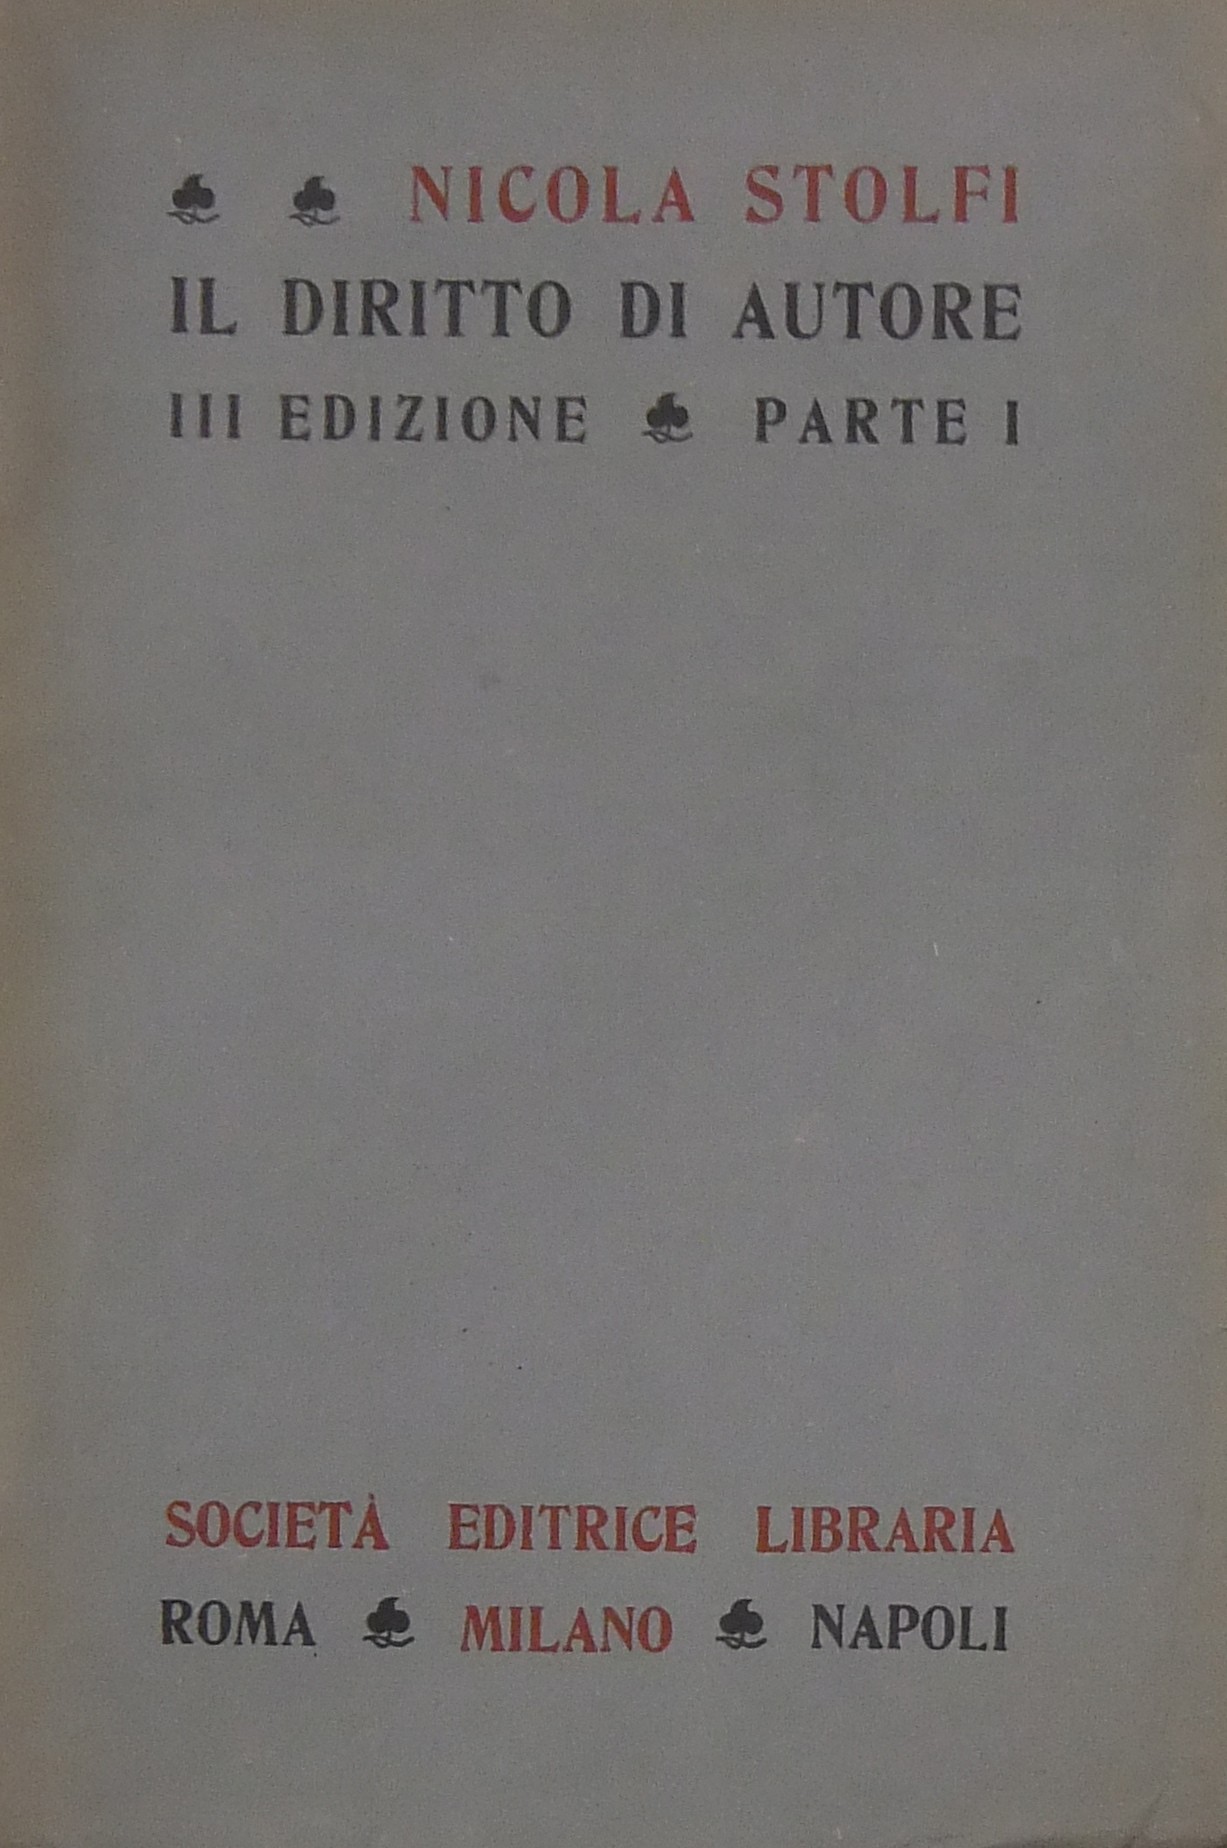 NICOLA STOLFI
IL DIRITTO DI AUTORE
III EDIZIONE PARTE I
SOCIETÀ EDITRICE LIBRARIA
ROMA MILANO NAPOLI